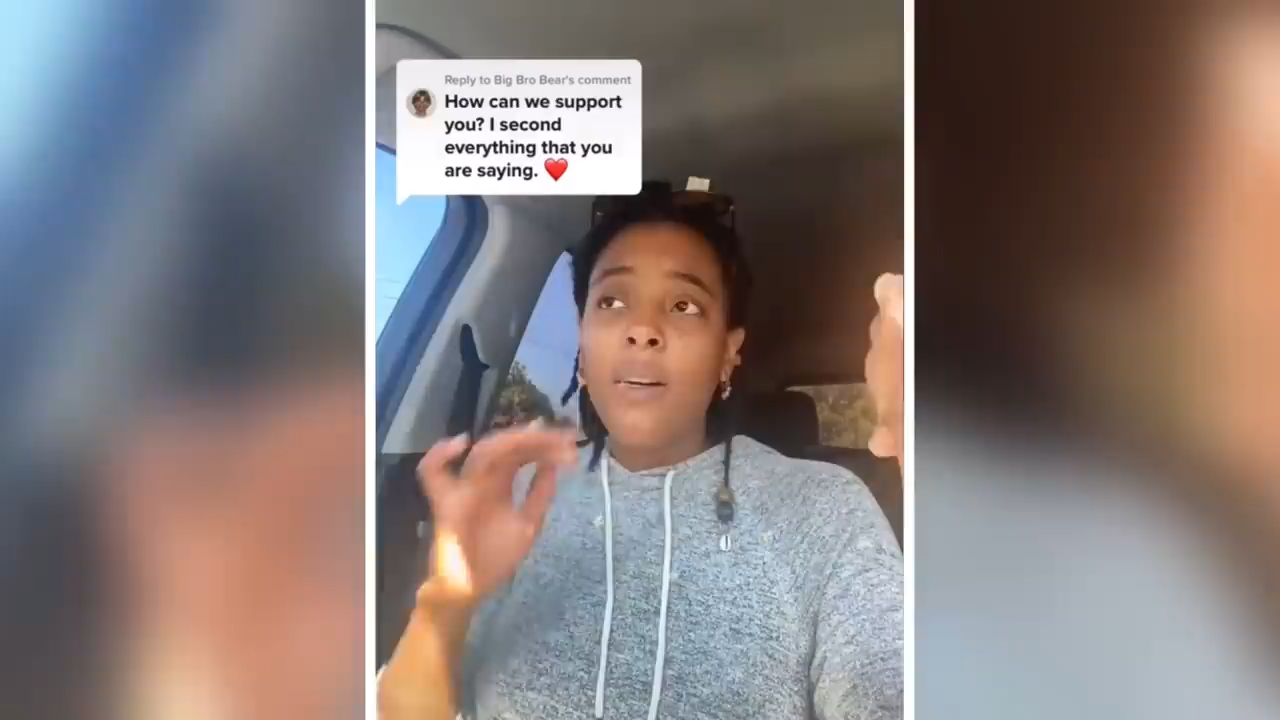 Reply to Big Bro Bear's comment
How can we support
you? I second
everything that you
are saying. ❤️